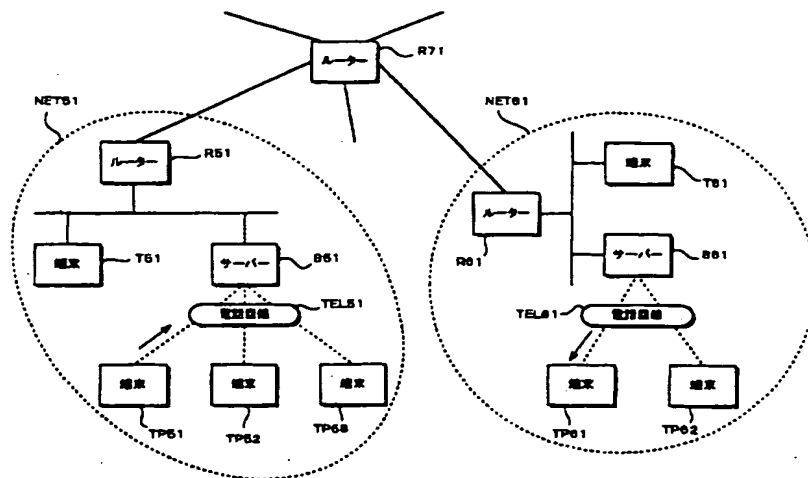 ルーター
R71
NET51
NET61
ルーター
R51
端末
T61
ルーター
R61
端末
T51
サーバー
S51
サーバー
S61
電話回線
TEL51
電話回線
TEL61
端末
端末
端末
端末
端末
TP51
TP52
TP53
TP61
TP62